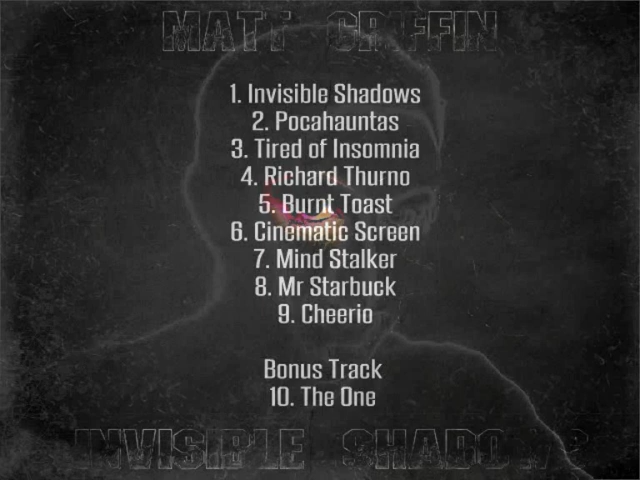 MATT GRIFFIN
1. Invisible Shadows
2. Pocahauntas
3. Tired of Insomnia
4. Richard Thurno
5. Burnt Toast
6. Cinematic Screen
7. Mind Stalker
8. Mr Starbuck
9. Cheerio
Bonus Track
10. The One
INVISIBLE SHADOWS